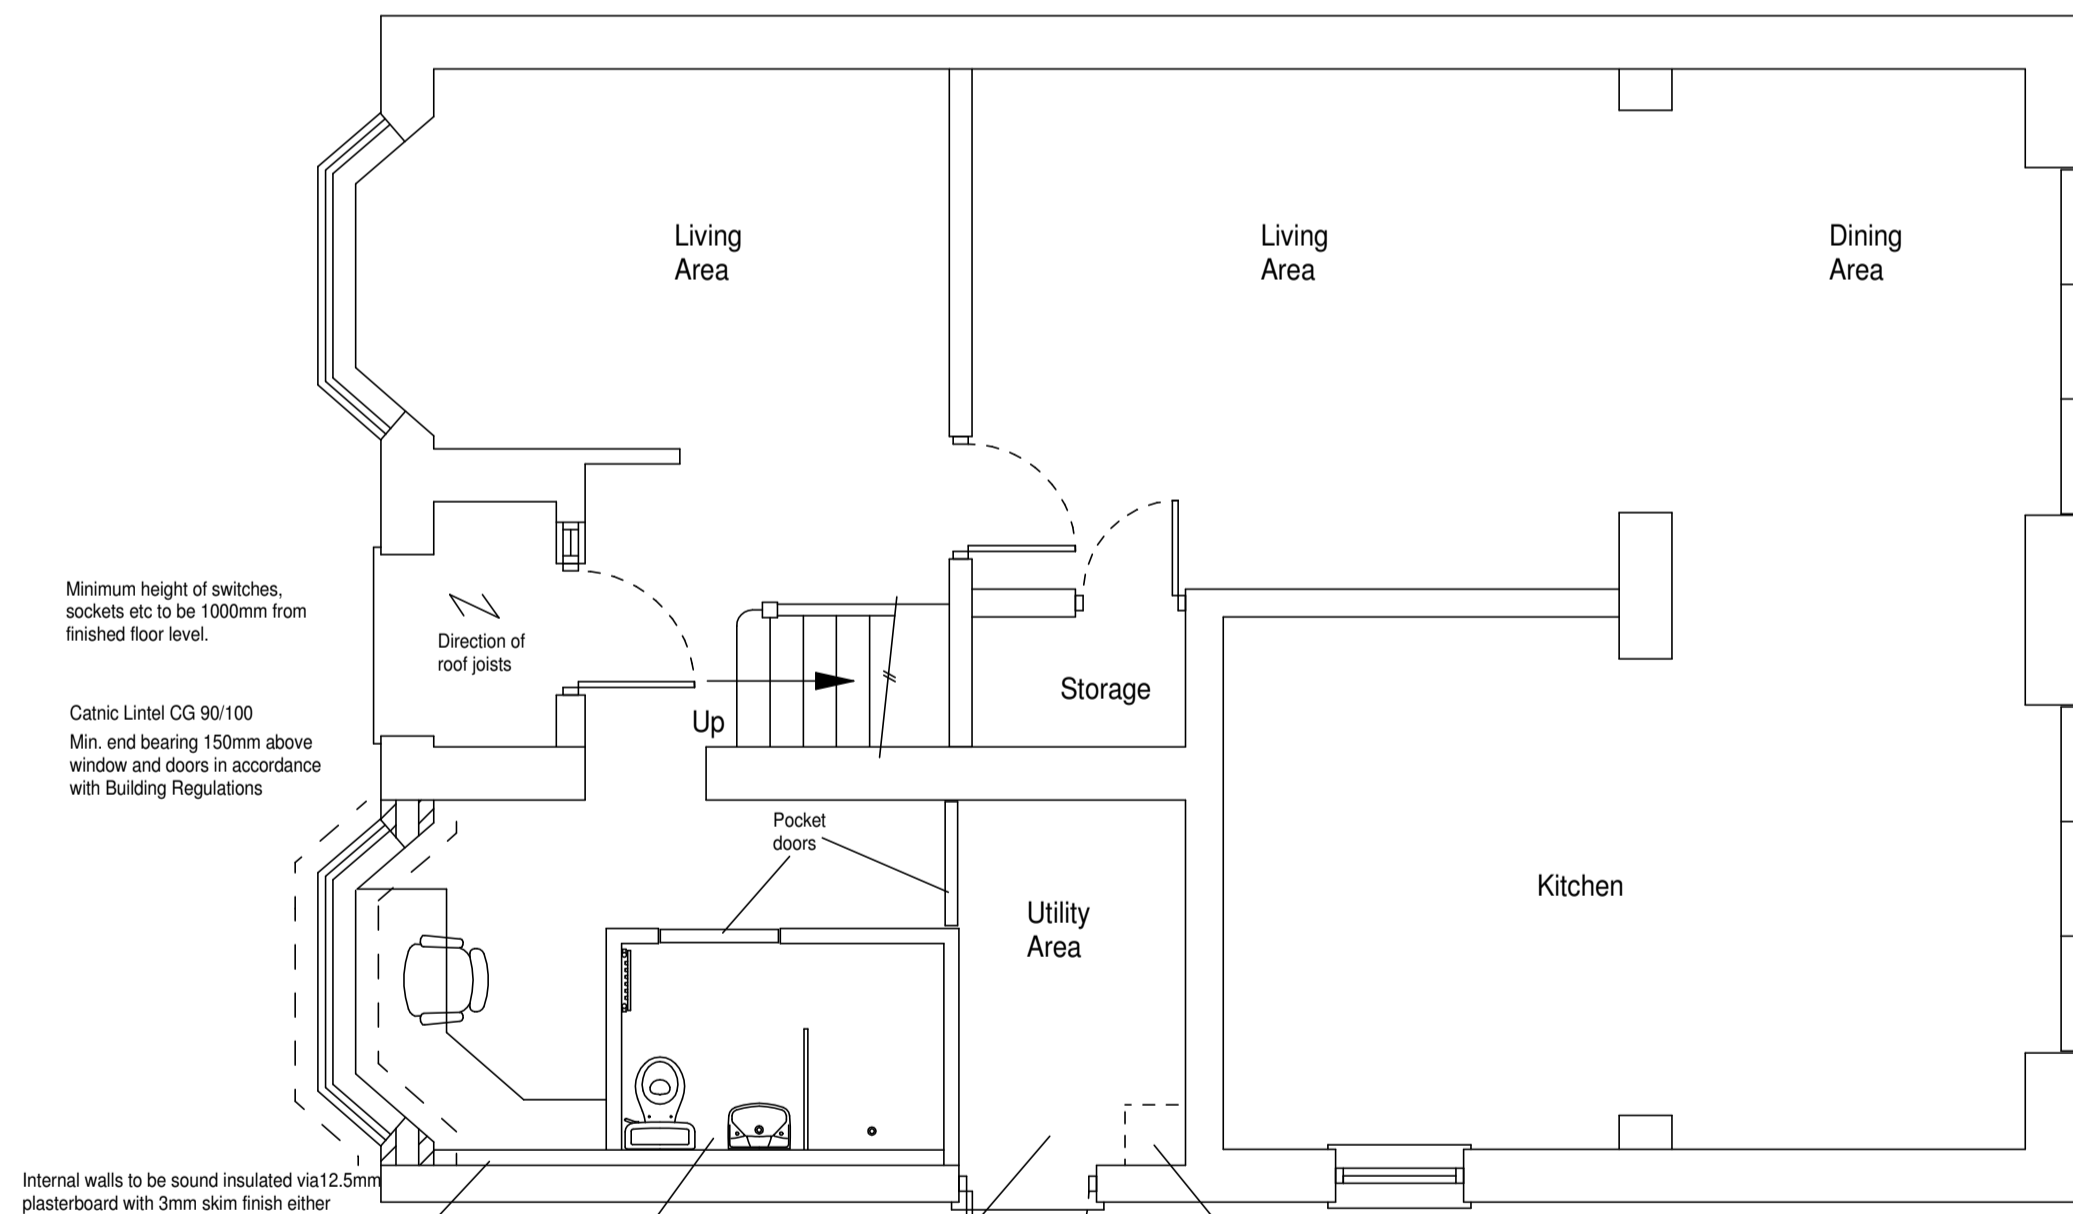 Living
Area
Living
Area
Dining
Area
Minimum height of switches,
sockets etc to be 1000mm from
finished floor level.
Direction of
roof joists
Storage
Up
Catnic Lintel CG 90/100
Min. end bearing 150mm above
window and doors in accordance
with Building Regulations
Pocket
doors
Kitchen
Utility
Area
Internal walls to be sound insulated via12.5mm
plasterboard with 3mm skim finish either